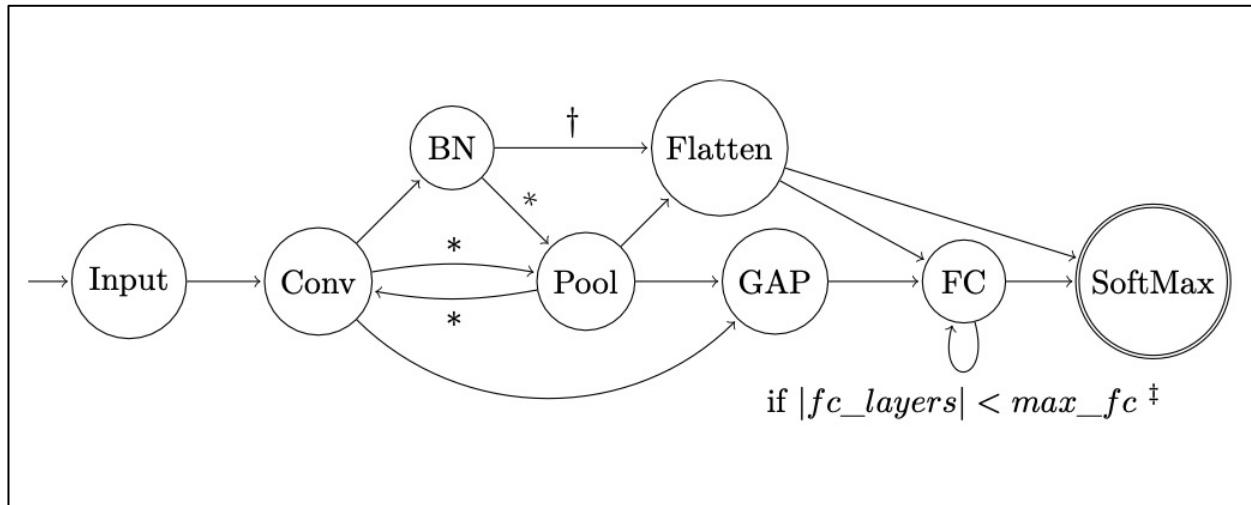 †
BN
Flatten
*
*
Input
Conv
Pool
GAP
FC
SoftMax
*
if |fc_layers| < max_fc ‡